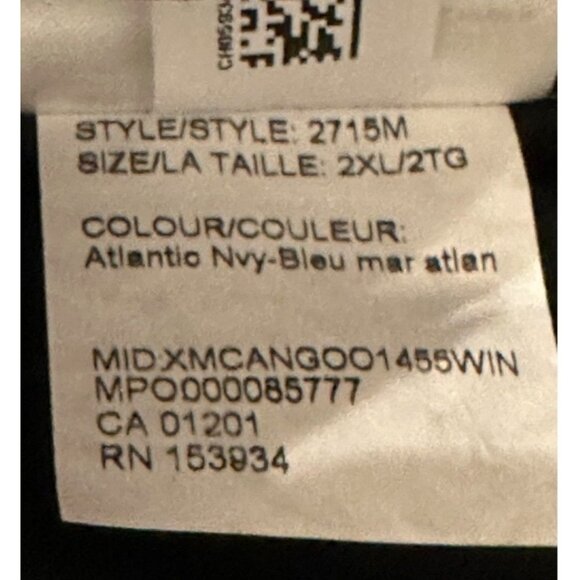 CH0593
STYLE/STYLE: 2715M
SIZE/LA TAILLE: 2XL/2TG
COLOUR/COULEUR:
Atlantic Nvy-Bleu mar atlan
MID:XMCANGOO1455WIN
MPO000085777
CA 01201
RN 153934